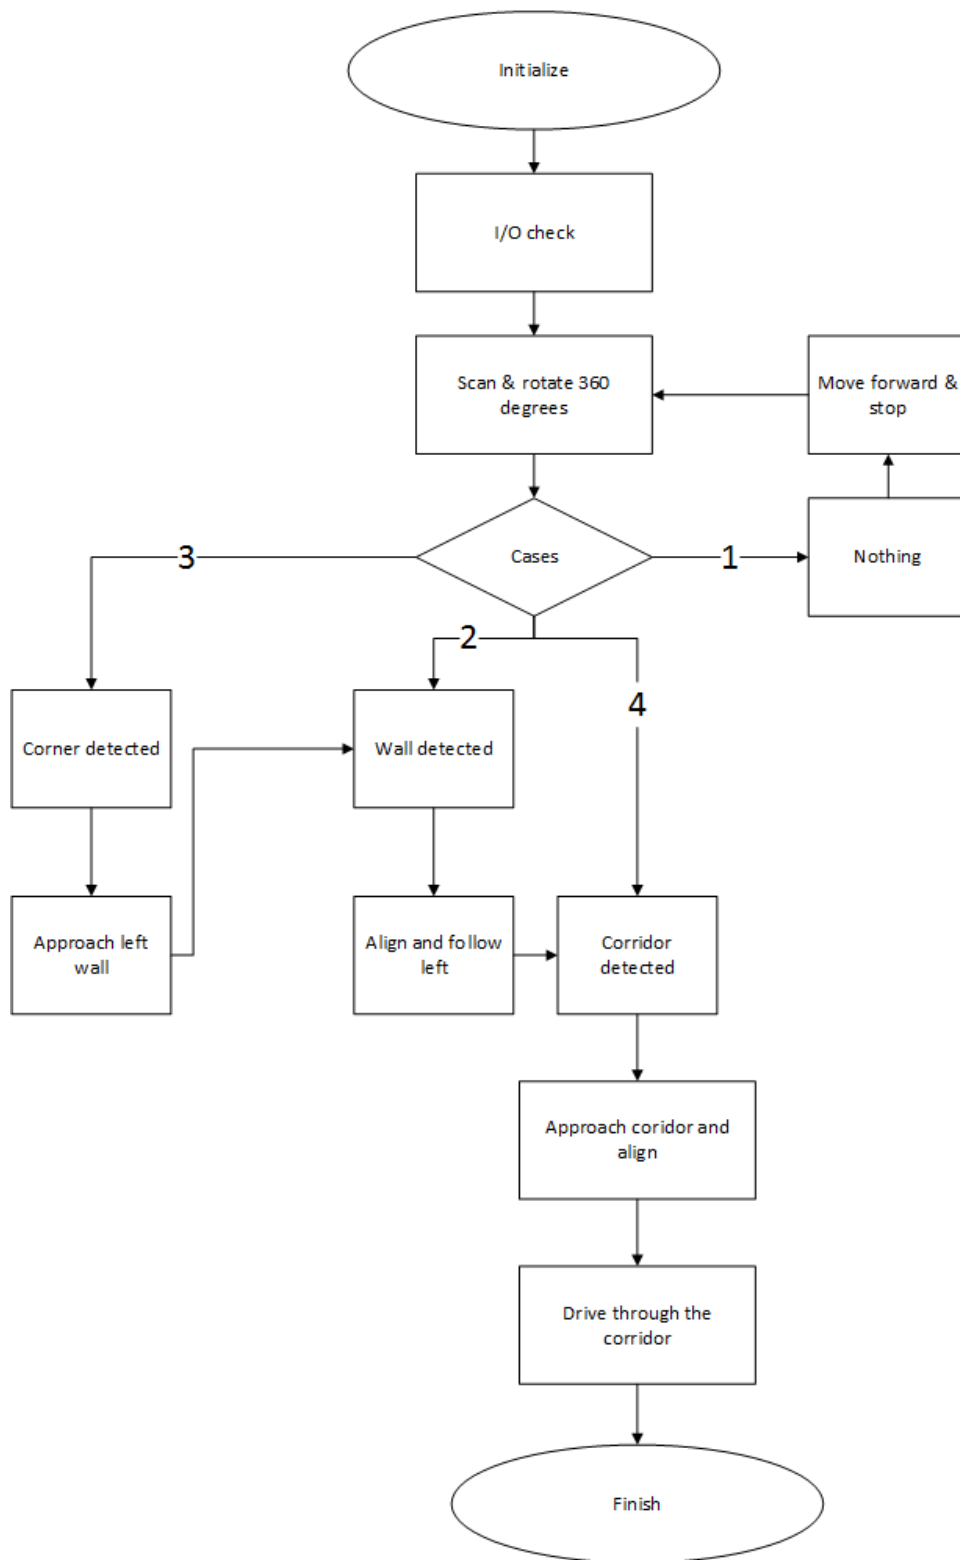 Initialize
I/O check
Scan & rotate 360
degrees
Move forward &
stop
Cases
1
Nothing
3
2
4
Corner detected
Wall detected
Approach left
wall
Align and follow
left
Corridor
detected
Approach coridor and
align
Drive through the
corridor
Finish